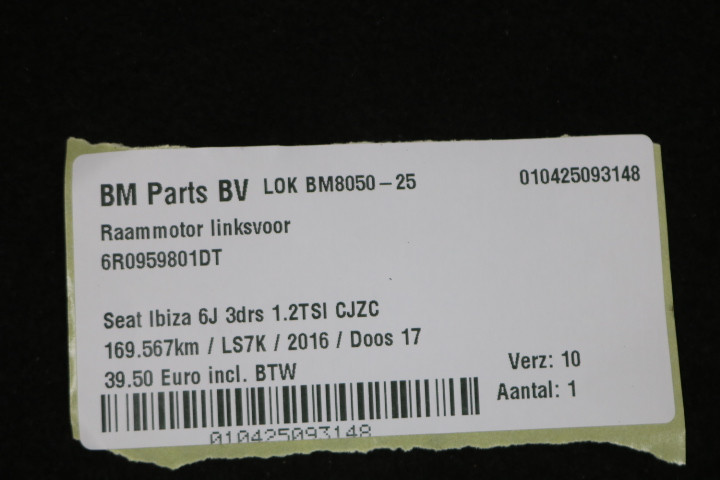 BM Parts BV LOK BM8050-25 010425093148
Raammotor linksvoor
6R0959801DT
Seat Ibiza 6J 3drs 1.2TSI CJZC
169.567km / LS7K / 2016 / Doos 17
39.50 Euro incl. BTW Verz: 10
Aantal: 1
010425093148